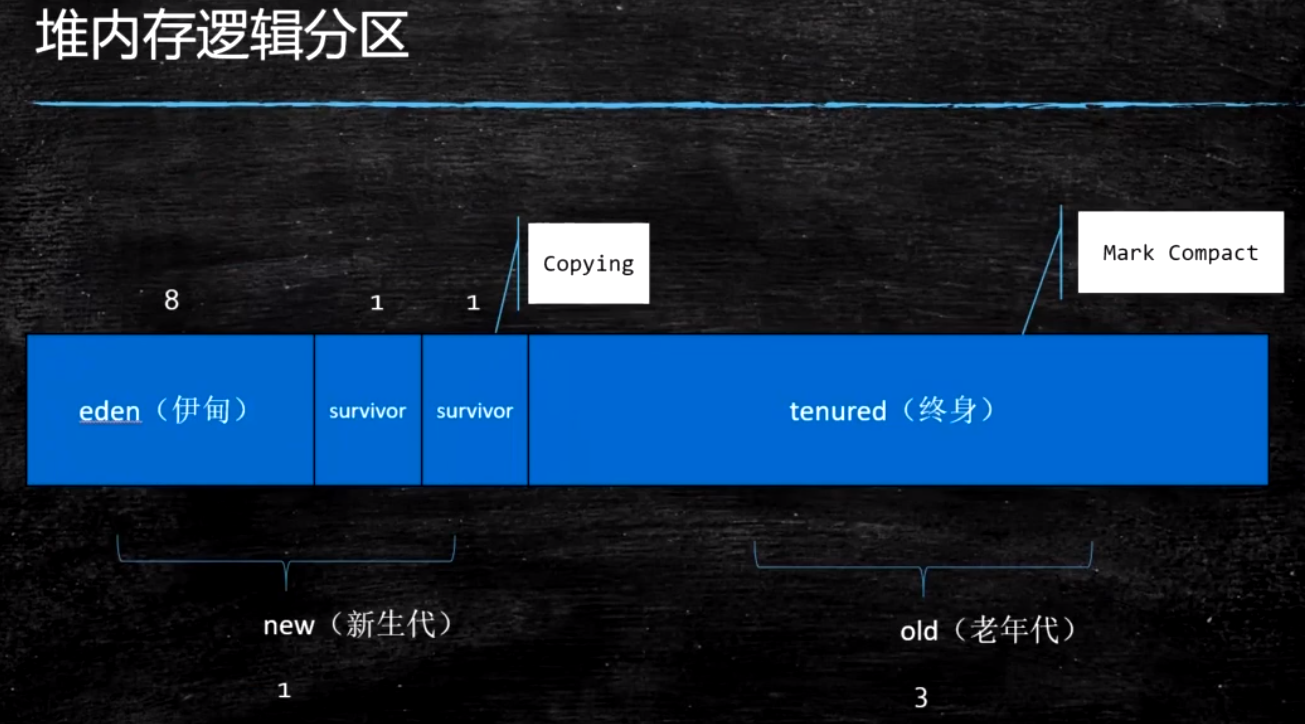 堆内存逻辑分区
Copying
Mark Compact
8
1
1
eden（伊甸）
survivor
survivor
tenured（终身）
new（新生代）
old（老年代）
1
3